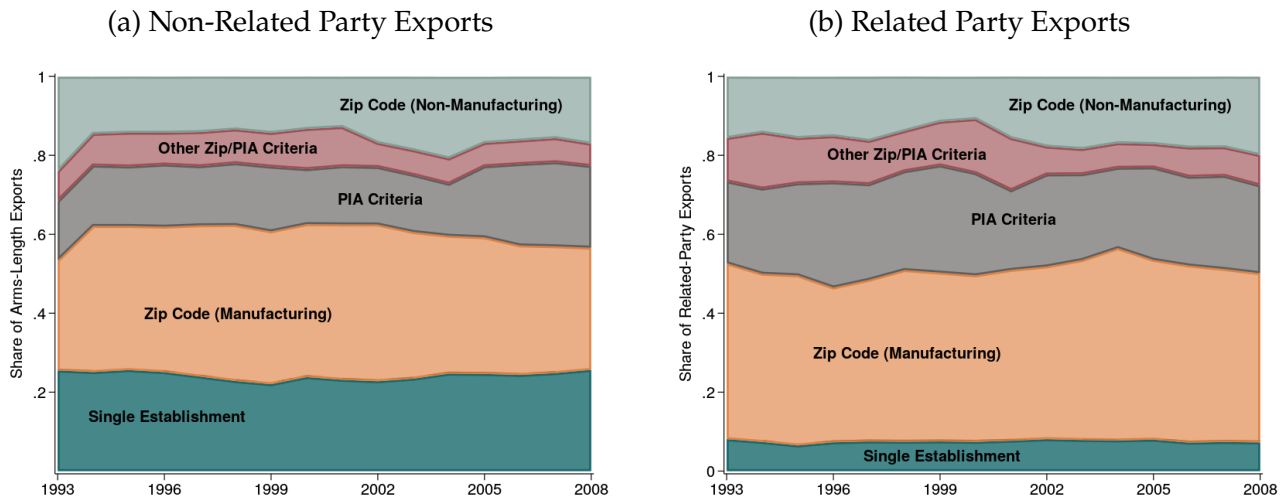 (a) Non-Related Party Exports
Share of Arms-Length Exports
1
.8
.6
.4
.2
Zip Code (Non-Manufacturing)
Other Zip/PIA Criteria
PIA Criteria
Zip Code (Manufacturing)
Single Establishment
1993 1996 1999 2002 2005 2008
(b) Related Party Exports
Share of Related-Party Exports
1
.8
.6
.4
.2
0
Zip Code (Non-Manufacturing)
Other Zip/PIA Criteria
PIA Criteria
Zip Code (Manufacturing)
Single Establishment
1993 1996 1999 2002 2005 2008